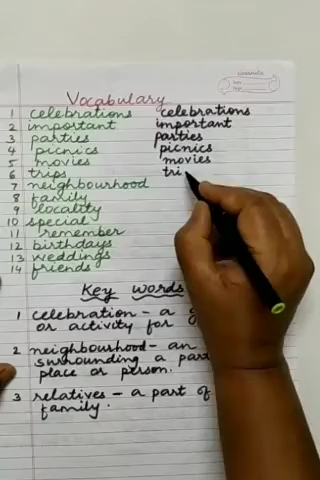 Vocabulary
1 celebrations celebrations
2 important important
3 parties parties
4 picnics picnics
5 movies movies
6 trips tri
7 neighbourhood
8 family
9 locality
10 special
11 remember
12 birthdays
13 weddings
14 friends
Key words
1 celebration - a g
or activity for
2 neighbourhood - an
surrounding a part
place or person.
3 relatives - a part of
family.